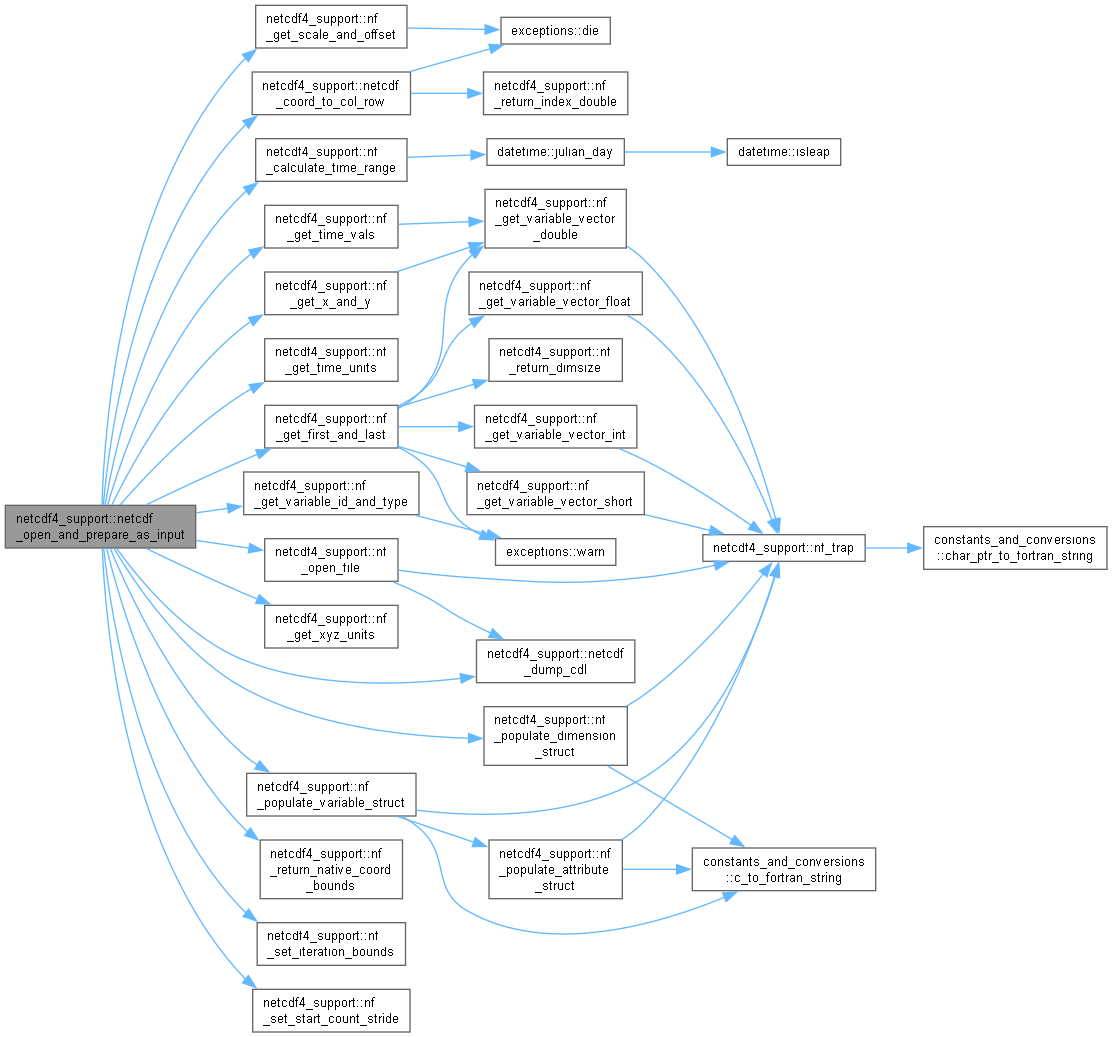 netcdf4_support::netcdf
_open_and_prepare_as_input
netcdf4_support::nf
_get_scale_and_offset
netcdf4_support::netcdf
_coord_to_col_row
netcdf4_support::nf
_calculate_time_range
netcdf4_support::nf
_get_time_vals
netcdf4_support::nf
_get_x_and_y
netcdf4_support::nf
_get_time_units
netcdf4_support::nf
_get_first_and_last
netcdf4_support::nf
_get_variable_id_and_type
netcdf4_support::nf
_open_file
netcdf4_support::nf
_get_xyz_units
netcdf4_support::nf
_populate_variable_struct
netcdf4_support::nf
_return_native_coord
_bounds
netcdf4_support::nf
_set_iteration_bounds
netcdf4_support::nf
_set_start_count_stride
exceptions::die
netcdf4_support::nf
_return_index_double
datetime::julian_day
netcdf4_support::nf
_get_variable_vector
_double
netcdf4_support::nf
_get_variable_vector_float
netcdf4_support::nf
_return_dimsize
netcdf4_support::nf
_get_variable_vector_int
netcdf4_support::nf
_get_variable_vector_short
exceptions::warn
netcdf4_support::netcdf
_dump_cdl
netcdf4_support::nf
_populate_dimension
_struct
netcdf4_support::nf
_populate_attribute
_struct
datetime::isleap
netcdf4_support::nf_trap
constants_and_conversions
::c_to_fortran_string
constants_and_conversions
::char_ptr_to_fortran_string